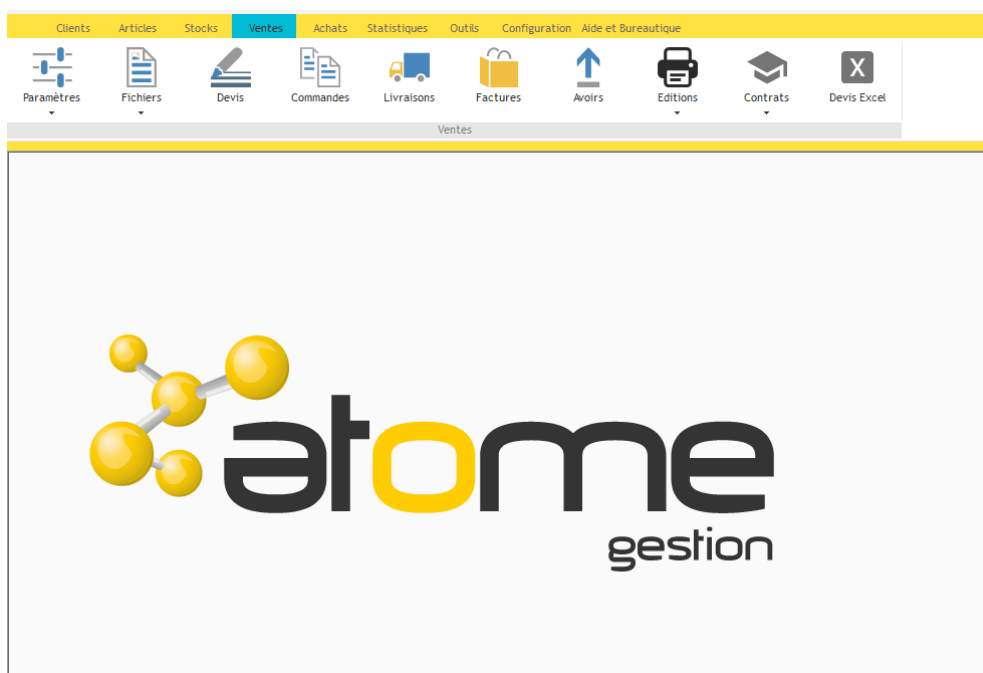 Clients Articles Stocks Ventes Achats Statistiques Outils Configuration Aide et Bureautique
Paramètres Fichiers Devis Commandes Livraisons Factures Avoirs Editions Contrats Devis Excel
Ventes
atome
gestion